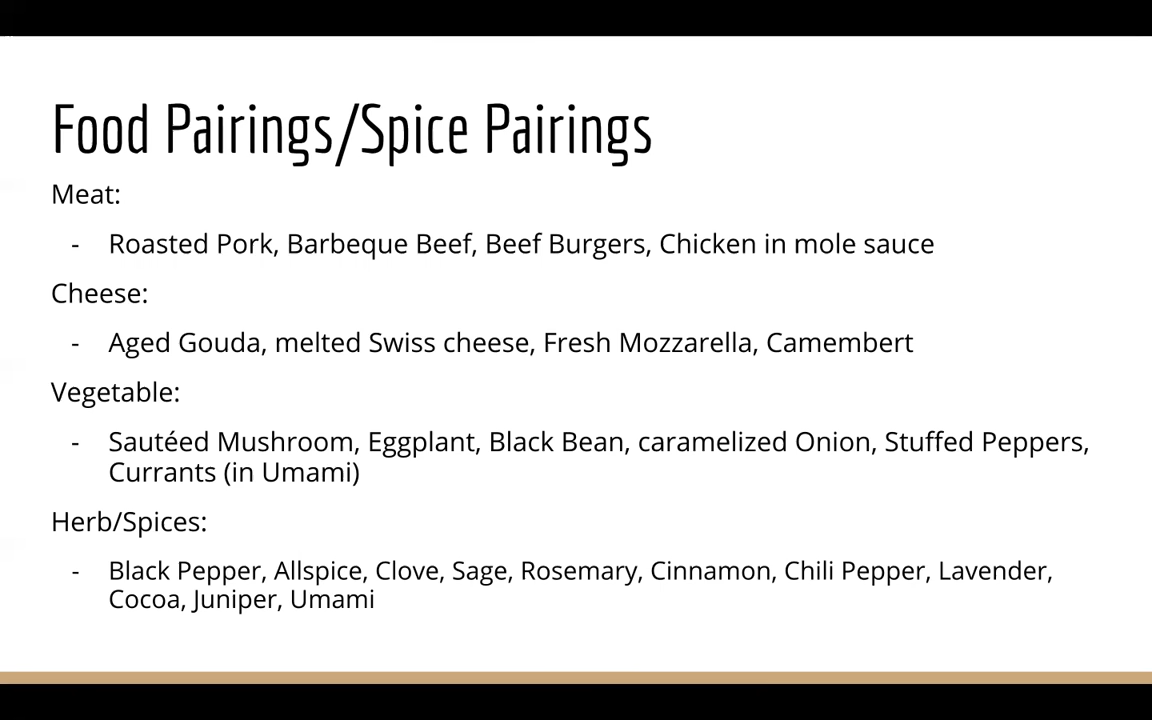 Food Pairings/Spice Pairings
Meat:
- Roasted Pork, Barbeque Beef, Beef Burgers, Chicken in mole sauce
Cheese:
- Aged Gouda, melted Swiss cheese, Fresh Mozzarella, Camembert
Vegetable:
- Sautéed Mushroom, Eggplant, Black Bean, caramelized Onion, Stuffed Peppers,
Currants (in Umami)
Herb/Spices:
- Black Pepper, Allspice, Clove, Sage, Rosemary, Cinnamon, Chili Pepper, Lavender,
Cocoa, Juniper, Umami